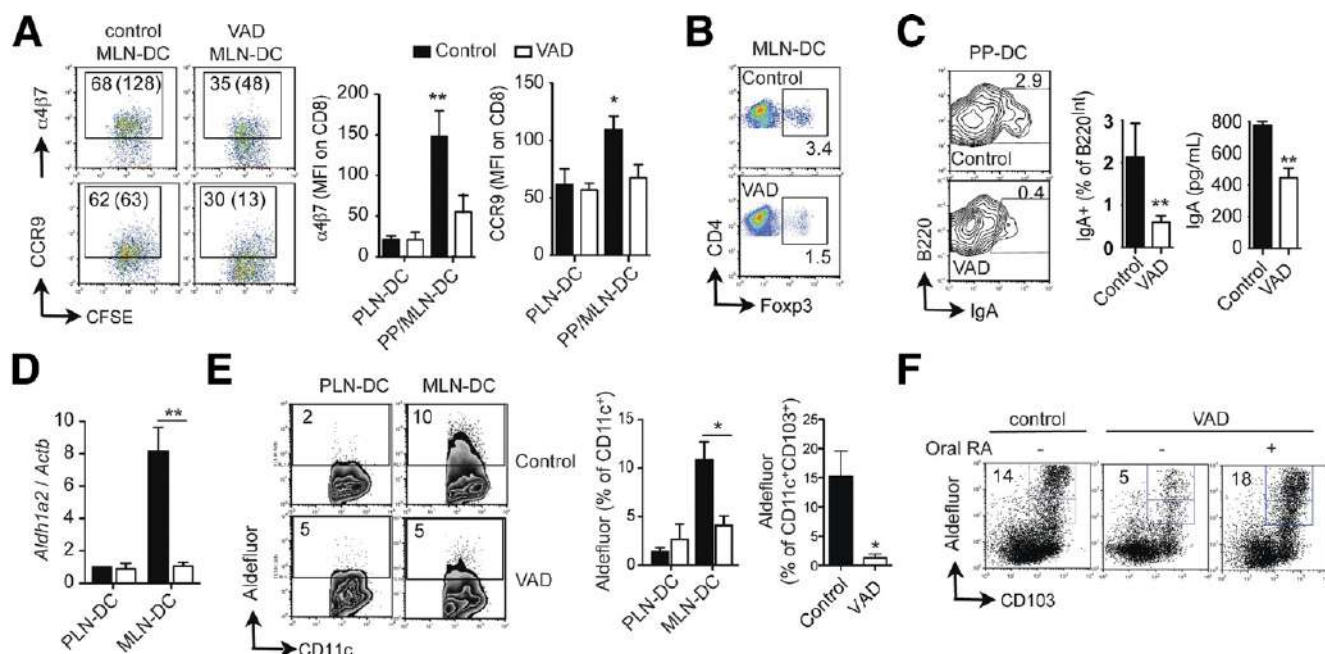 A
control
MLN-DC
VAD
MLN-DC
68 (128)
35 (48)
α4β7
62 (63)
30 (13)
CCR9
CFSE
Control
VAD
α4β7 (MFI on CD8)
200
150
100
50
0
PLN-DC
PP/MLN-DC
**
CCR9 (MFI on CD8)
150
100
50
0
PLN-DC
PP/MLN-DC
*
B
MLN-DC
Control
3.4
VAD
1.5
CD4
Foxp3
C
PP-DC
2.9
Control
0.4
VAD
B220
IgA
IgA+ (% of B220Int)
3
2
1
0
**
Control
VAD
IgA (pg/mL)
800
600
400
200
0
**
Control
VAD
D
Aldh1a2 / Actb
10
8
6
4
2
0
**
PLN-DC
MLN-DC
E
PLN-DC
MLN-DC
2
10
Control
5
5
VAD
Aldefluor
CD11c
Aldefluor (% of CD11c+)
15
10
5
0
*
PLN-DC
MLN-DC
Aldefluor
(% of CD11c+CD103+)
25
20
15
10
5
0
*
Control
VAD
F
control
VAD
Oral RA
-
-
+
14
5
18
Aldefluor
CD103